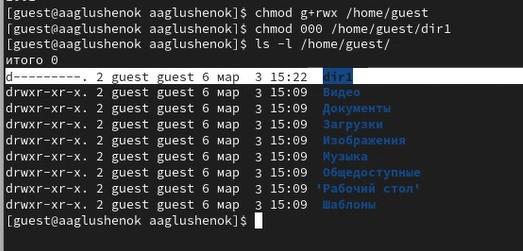 [guest@aaglushenok aaglushenok]$ chmod g+rwx /home/guest
[guest@aaglushenok aaglushenok]$ chmod 000 /home/guest/dir1
[guest@aaglushenok aaglushenok]$ ls -l /home/guest/
итого 0
d---------. 2 guest guest 6 мар  3 15:22  dir1
drwxr-xr-x. 2 guest guest 6 мар  3 15:09  Видео
drwxr-xr-x. 2 guest guest 6 мар  3 15:09  Документы
drwxr-xr-x. 2 guest guest 6 мар  3 15:09  Загрузки
drwxr-xr-x. 2 guest guest 6 мар  3 15:09  Изображения
drwxr-xr-x. 2 guest guest 6 мар  3 15:09  Музыка
drwxr-xr-x. 2 guest guest 6 мар  3 15:09  Общедоступные
drwxr-xr-x. 2 guest guest 6 мар  3 15:09 'Рабочий стол'
drwxr-xr-x. 2 guest guest 6 мар  3 15:09  Шаблоны
[guest@aaglushenok aaglushenok]$